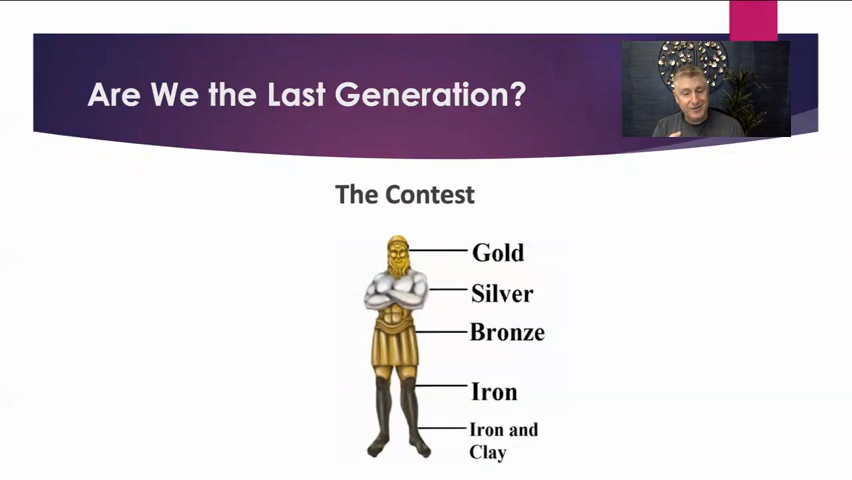 Are We the Last Generation?
The Contest
Gold
Silver
Bronze
Iron
Iron and
Clay